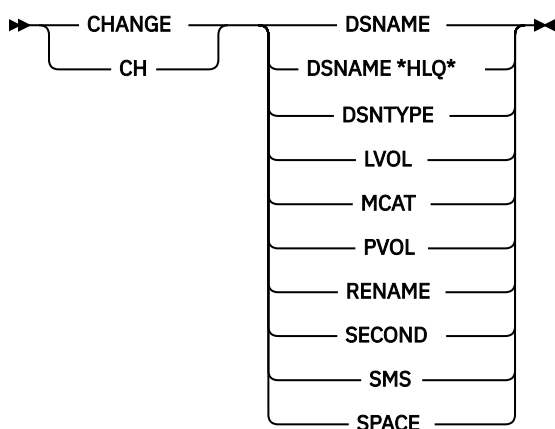 CHANGE
CH
DSNAME
DSNAME *HLQ*
DSNTYPE
LVOL
MCAT
PVOL
RENAME
SECOND
SMS
SPACE